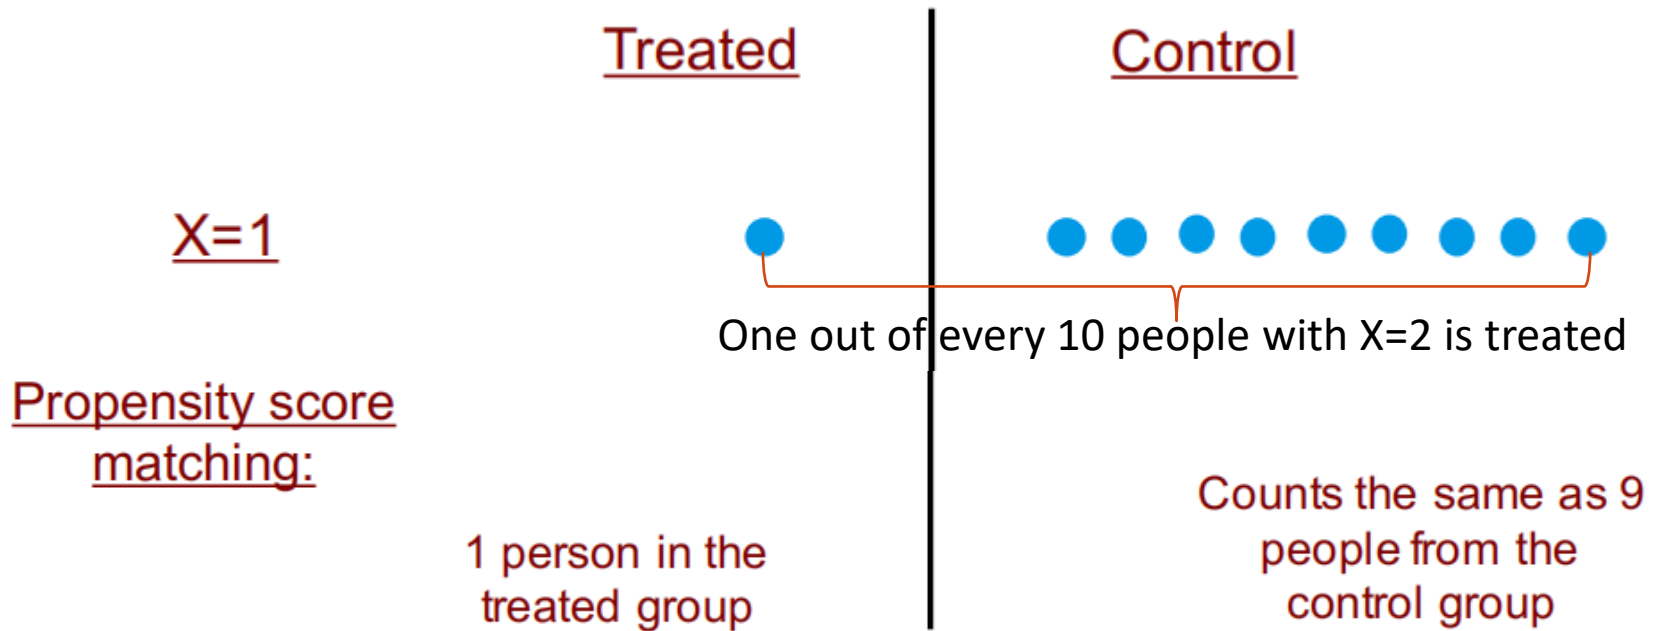 Treated
Control
X=1
One out of every 10 people with X=2 is treated
Propensity score
matching:
1 person in the
treated group
Counts the same as 9
people from the
control group